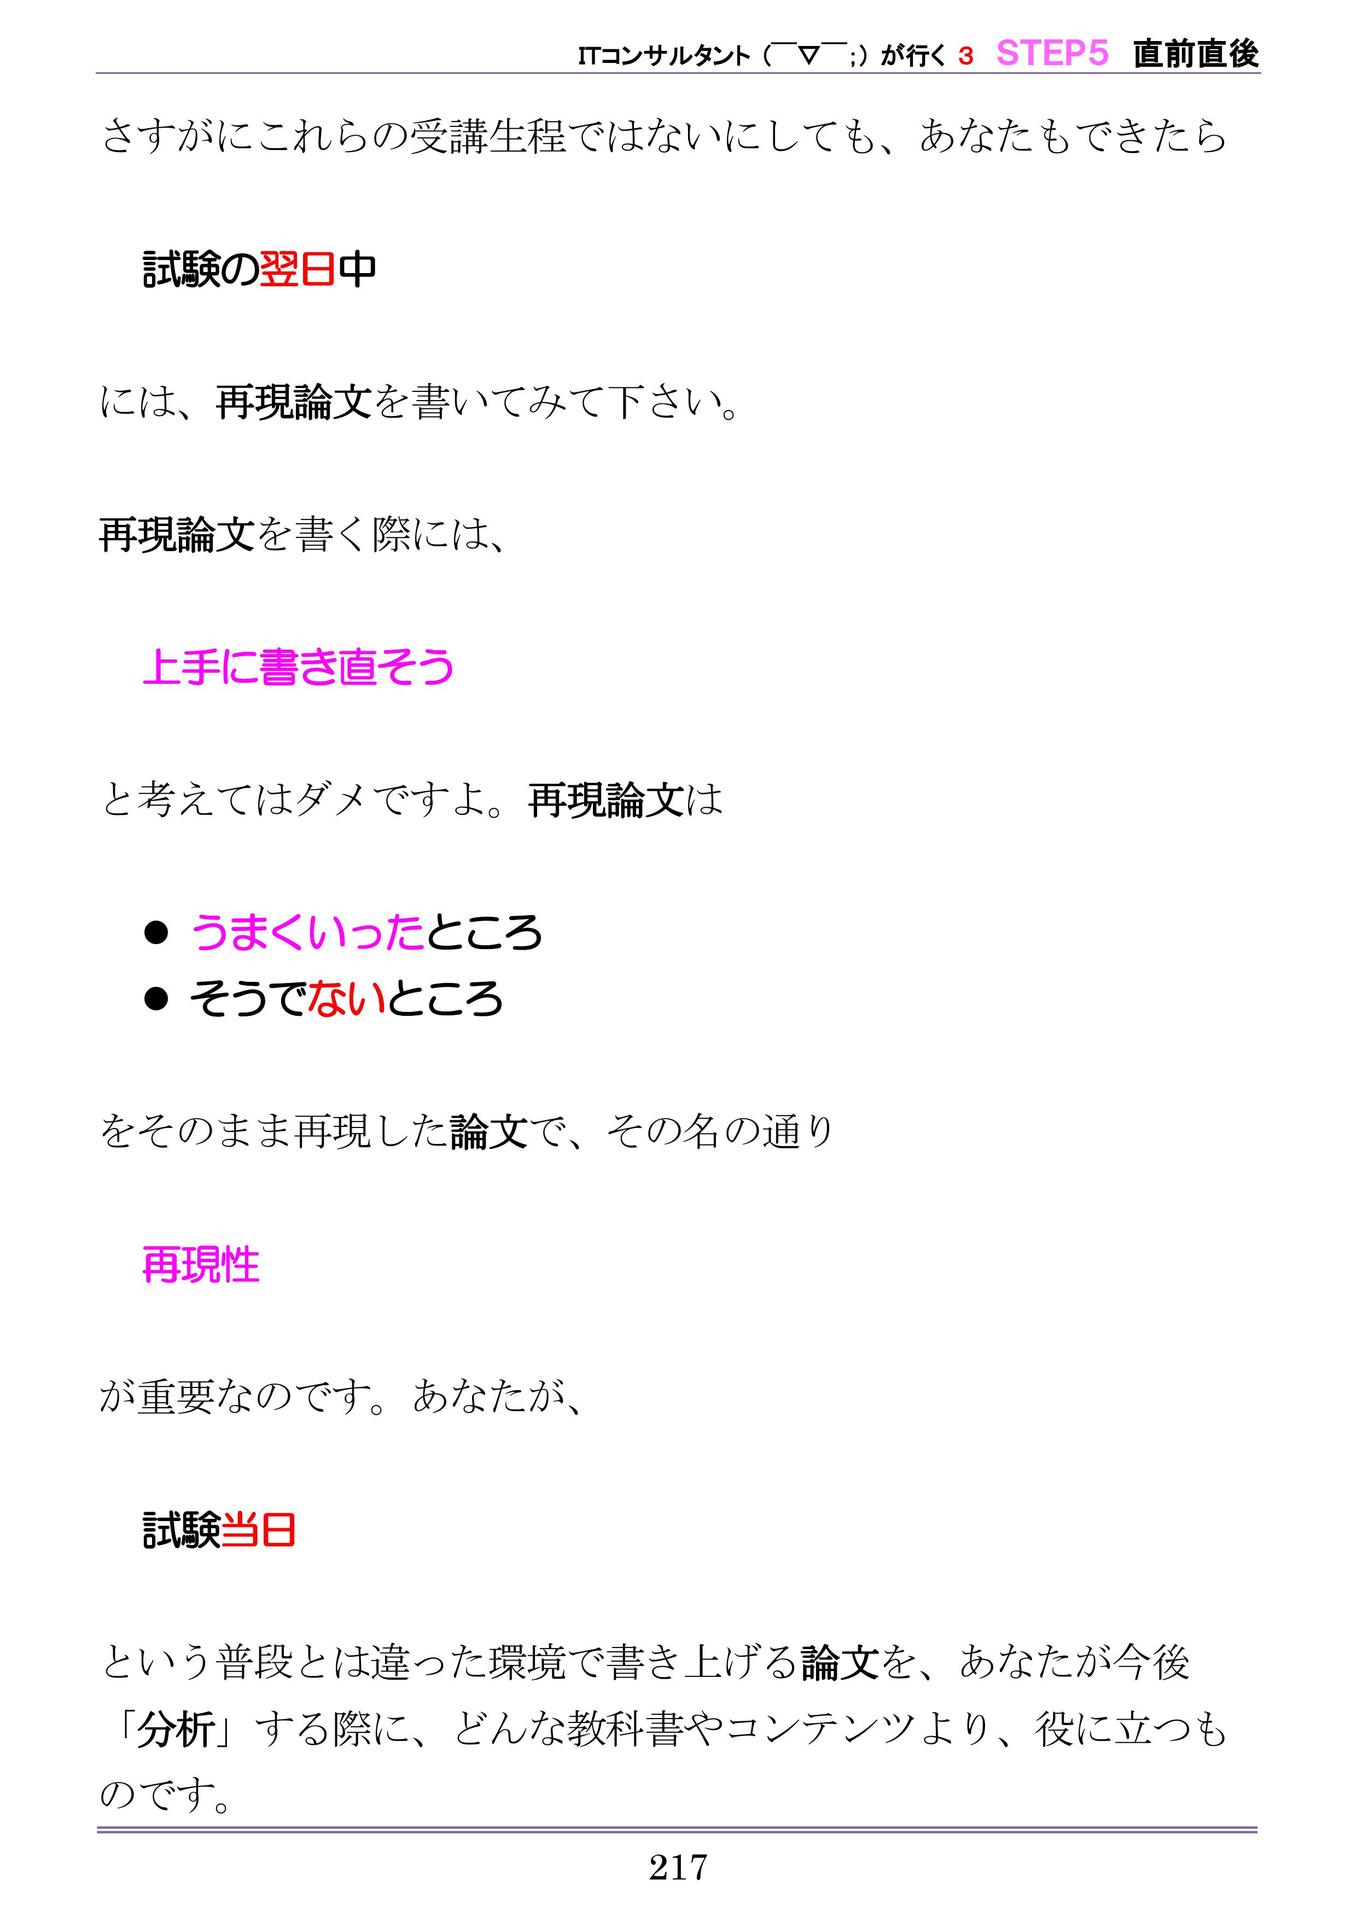 ITコンサルタント（￣▽￣;）が行く 3 STEP5 直前直後
さすがにこれらの受講生程ではないにしても、あなたもできたら
試験の翌日中
には、再現論文を書いてみて下さい。
再現論文を書く際には、
上手に書き直そう
と考えてはダメですよ。再現論文は
● うまくいったところ
● そうでないところ
をそのまま再現した論文で、その名の通り
再現性
が重要なのです。あなたが、
試験当日
という普段とは違った環境で書き上げる論文を、あなたが今後
「分析」する際に、どんな教科書やコンテンツより、役に立つも
のです。
217